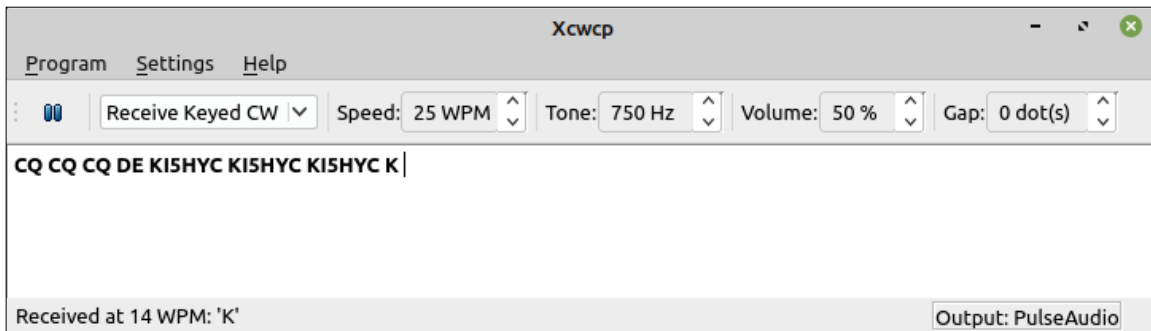 Xcwcp
Program Settings Help
Receive Keyed CW Speed: 25 WPM Tone: 750 Hz Volume: 50 % Gap: 0 dot(s)
CQ CQ CQ DE KI5HYC KI5HYC KI5HYC K
Received at 14 WPM: 'K' Output: PulseAudio